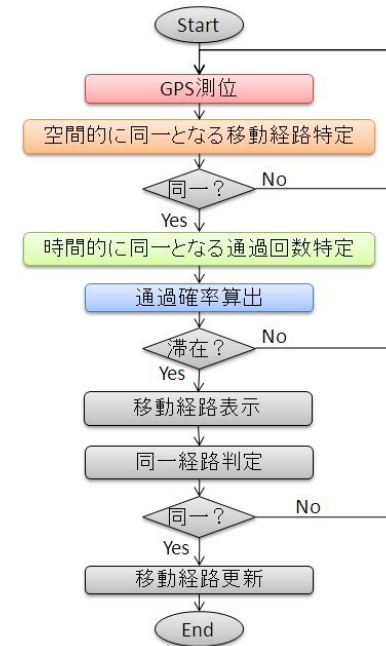 Start
GPS測位
空間的に同一となる移動経路特定
同一？
No
Yes
時間的に同一となる通過回数特定
通過確率算出
滞在？
No
Yes
移動経路表示
同一経路判定
同一？
No
Yes
移動経路更新
End